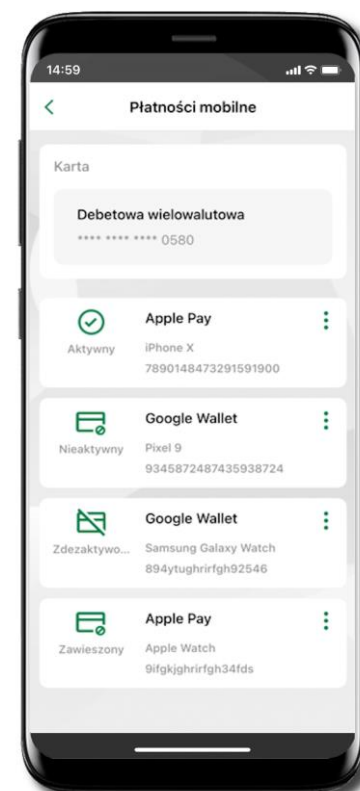 14:59
Płatności mobilne
Karta
Debetowa wielowalutowa
**** **** **** 0580
Apple Pay
Aktywny
iPhone X
7890148473291591900
Google Wallet
Nieaktywny
Pixel 9
9345872487435938724
Google Wallet
Zdezaktywo...
Samsung Galaxy Watch
894ytughrirfgh92546
Apple Pay
Zawieszony
Apple Watch
9ifgkjghrirfgh34fds